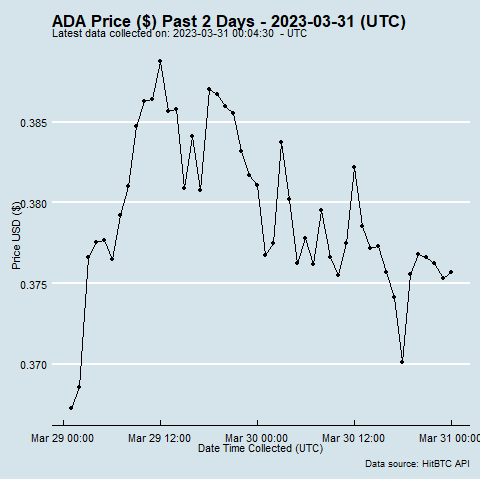 ADA Price ($) Past 2 Days - 2023-03-31 (UTC)
Latest data collected on: 2023-03-31 00:04:30  - UTC
Price USD ($)
0.385
0.380
0.375
0.370
Mar 29 00:00 Mar 29 12:00 Mar 30 00:00 Mar 30 12:00 Mar 31 00:00
Date Time Collected (UTC)
Data source: HitBTC API